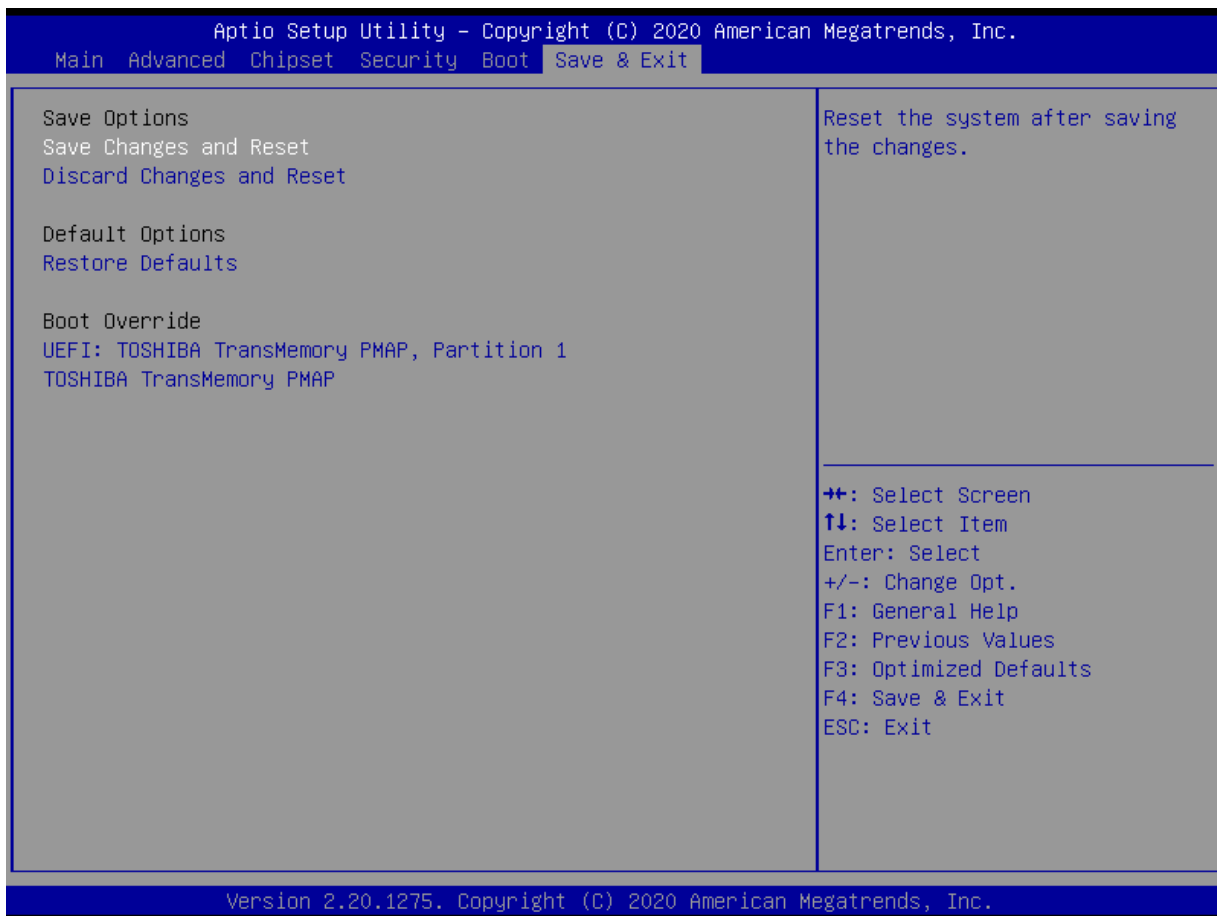 Aptio Setup Utility – Copyright (C) 2020 American Megatrends, Inc.
Main Advanced Chipset Security Boot Save & Exit
Save Options
Save Changes and Reset
Discard Changes and Reset
Default Options
Restore Defaults
Boot Override
UEFI: TOSHIBA TransMemory PMAP, Partition 1
TOSHIBA TransMemory PMAP
Reset the system after saving
the changes.
→←: Select Screen
↑↓: Select Item
Enter: Select
+/-: Change Opt.
F1: General Help
F2: Previous Values
F3: Optimized Defaults
F4: Save & Exit
ESC: Exit
Version 2.20.1275. Copyright (C) 2020 American Megatrends, Inc.